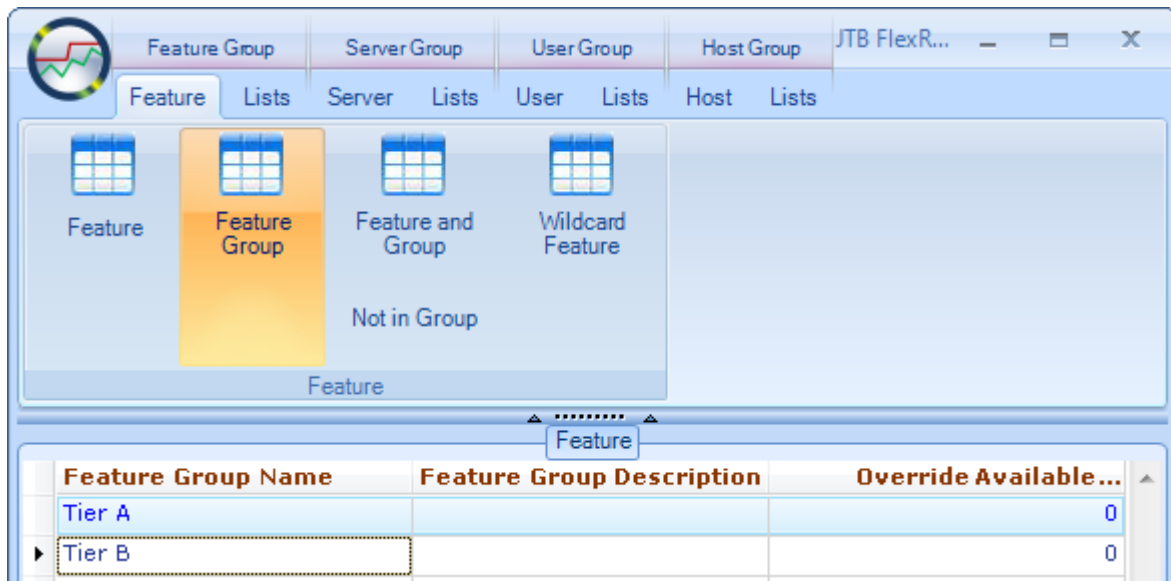 Feature Group Server Group User Group Host Group JTB FlexR...
Feature Lists Server Lists User Lists Host Lists
Feature
Feature
Group
Feature and
Group
Wildcard
Feature
Not in Group
Feature
Feature
Feature Group Name Feature Group Description Override Available...
Tier A 0
Tier B 0